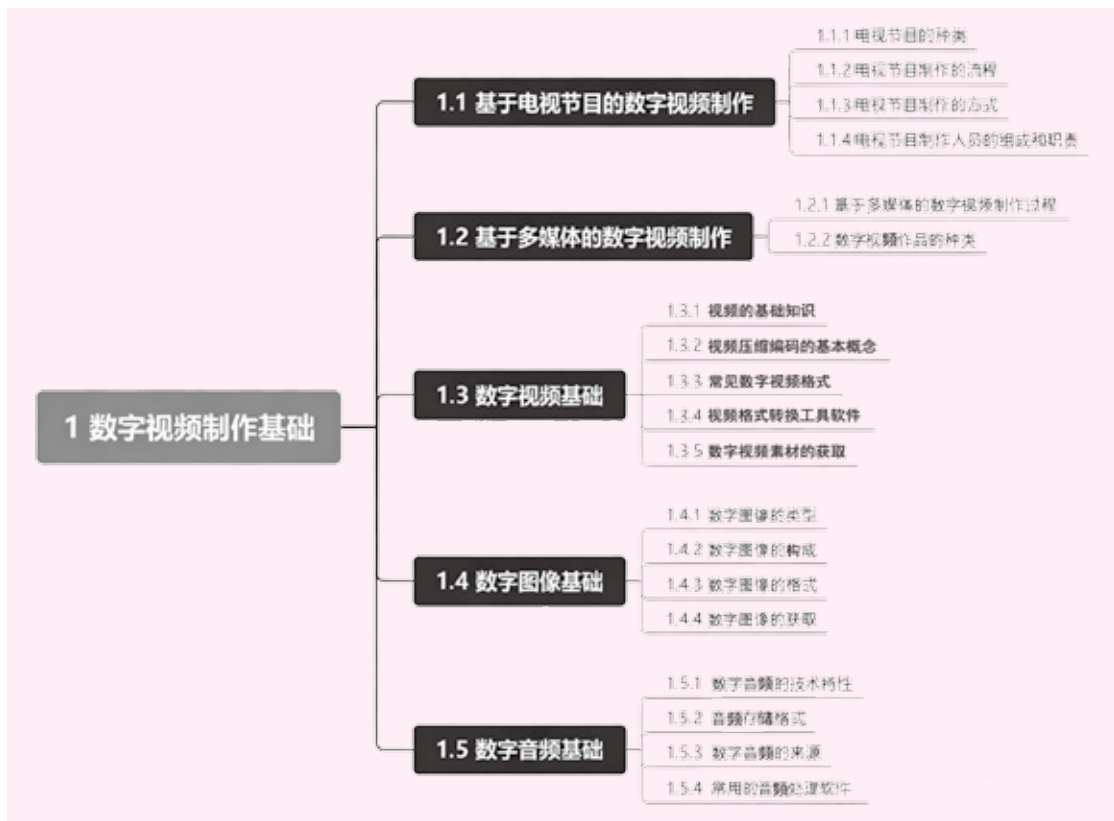 1 数字视频制作基础
1.1 基于电视节目的数字视频制作
1.1.1 电视节目的种类
1.1.2 电视节目制作的流程
1.1.3 电视节目制作的方式
1.1.4 电视节目制作人员的组成和职责
1.2 基于多媒体的数字视频制作
1.2.1 基于多媒体的数字视频制作过程
1.2.2 数字视频作品的种类
1.3 数字视频基础
1.3.1 视频的基础知识
1.3.2 视频压缩编码的基本概念
1.3.3 常见数字视频格式
1.3.4 视频格式转换工具软件
1.3.5 数字视频素材的获取
1.4 数字图像基础
1.4.1 数字图像的类型
1.4.2 数字图像的构成
1.4.3 数字图像的格式
1.4.4 数字图像的获取
1.5 数字音频基础
1.5.1 数字音频的技术特性
1.5.2 音频存储格式
1.5.3 数字音频的来源
1.5.4 常用的音频处理软件